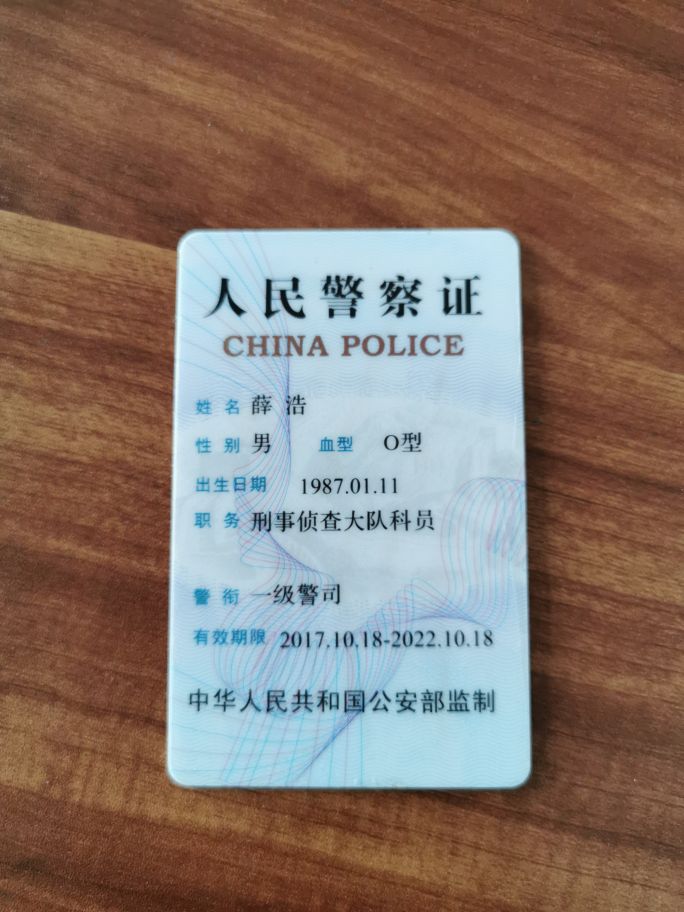 人民警察证
CHINA POLICE
姓 名 薛 浩
性 别 男 血型 O型
出生日期 1987.01.11
职 务 刑事侦查大队科员
警 衔 一级警司
有效期限 2017.10.18-2022.10.18
中华人民共和国公安部监制